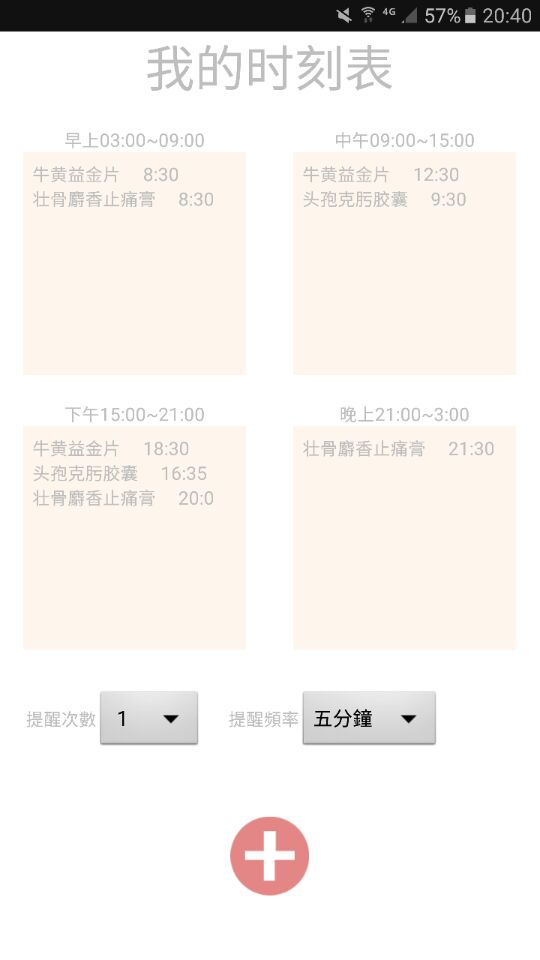 4G 57% 20:40
我的时刻表
早上03:00~09:00
牛黄益金片 8:30
壮骨麝香止痛膏 8:30
中午09:00~15:00
牛黄益金片 12:30
头孢克肟胶囊 9:30
下午15:00~21:00
牛黄益金片 18:30
头孢克肟胶囊 16:35
壮骨麝香止痛膏 20:0
晚上21:00~3:00
壮骨麝香止痛膏 21:30
提醒次數 1 提醒頻率 五分鐘